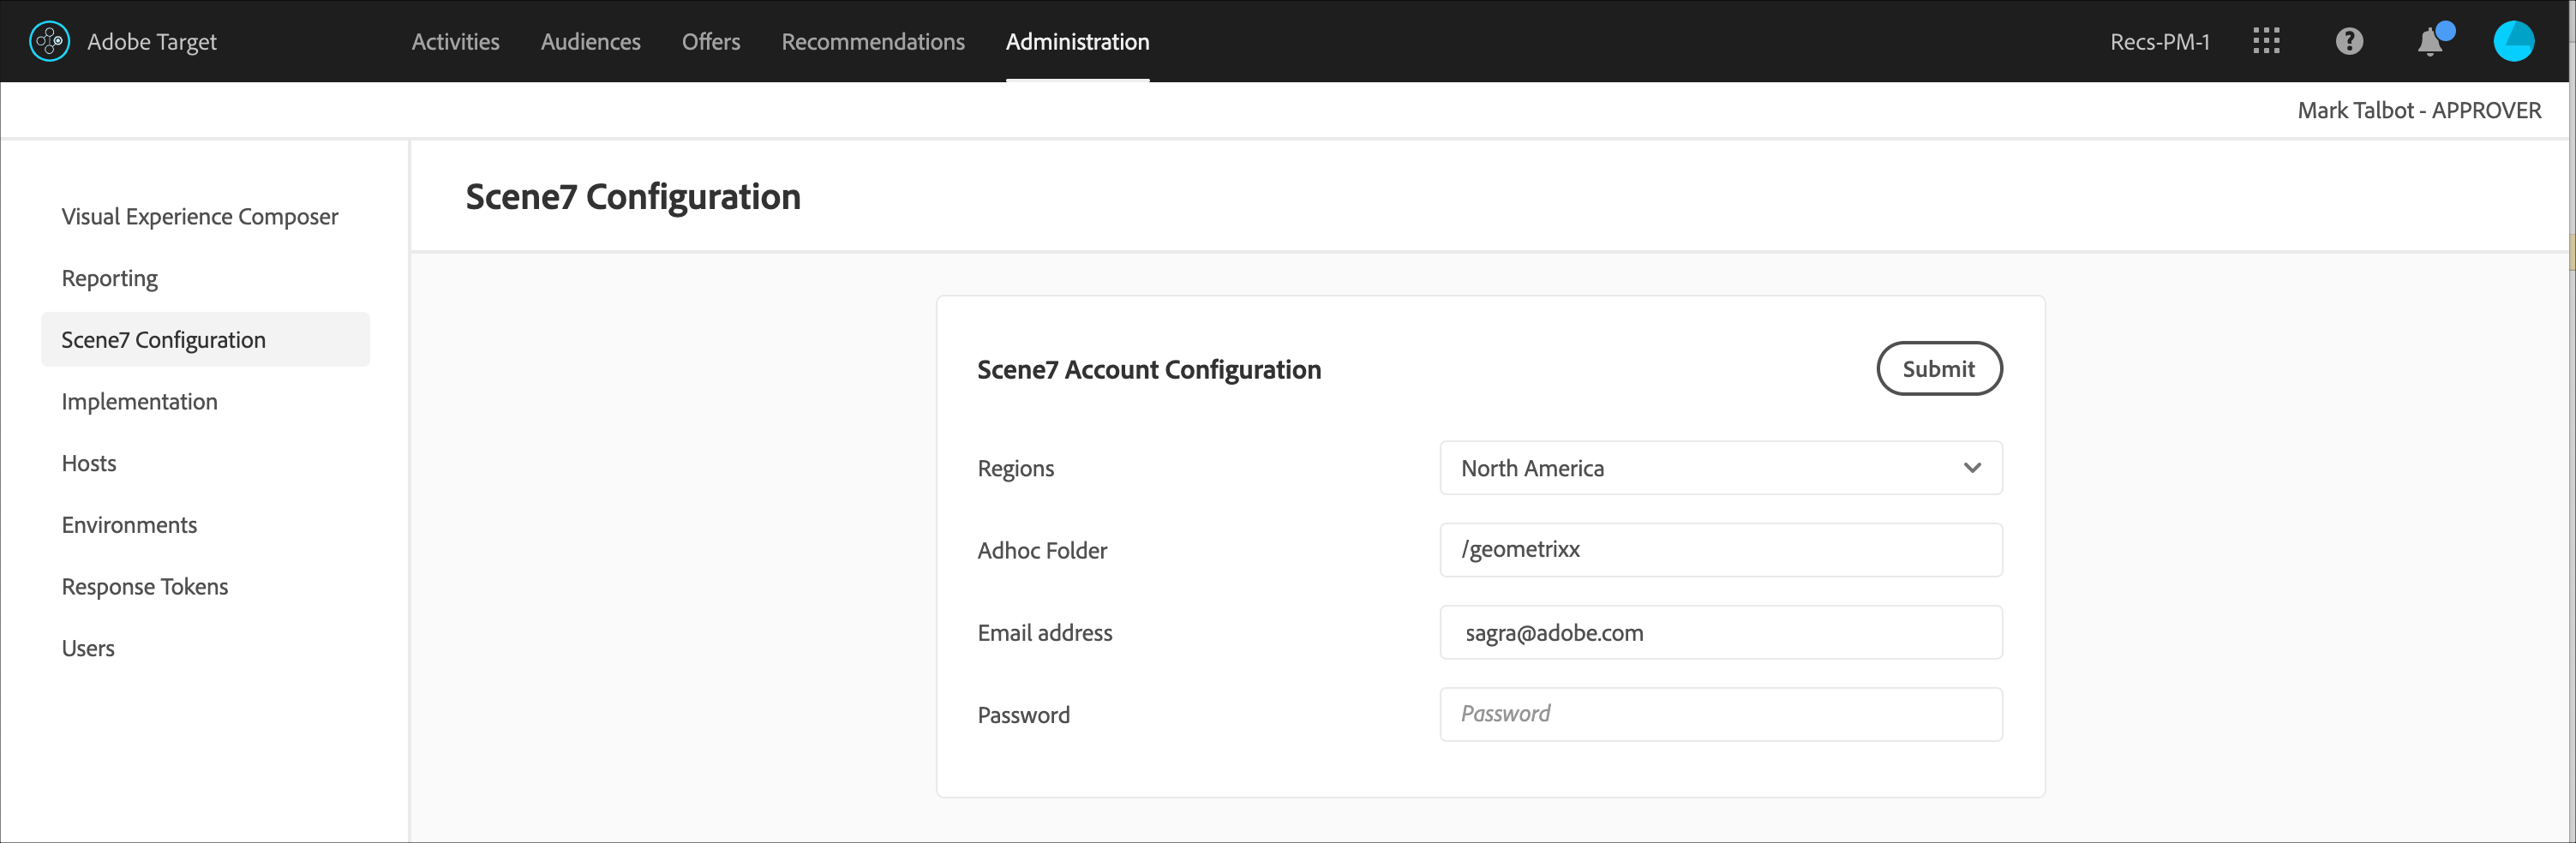 Adobe Target
Activities
Audiences
Offers
Recommendations
Administration
Recs-PM-1
?
Mark Talbot - APPROVER
Visual Experience Composer
Reporting
Scene7 Configuration
Implementation
Hosts
Environments
Response Tokens
Users
Scene7 Configuration
Scene7 Account Configuration
Submit
Regions
North America
Adhoc Folder
/geometrixx
Email address
sagra@adobe.com
Password
Password